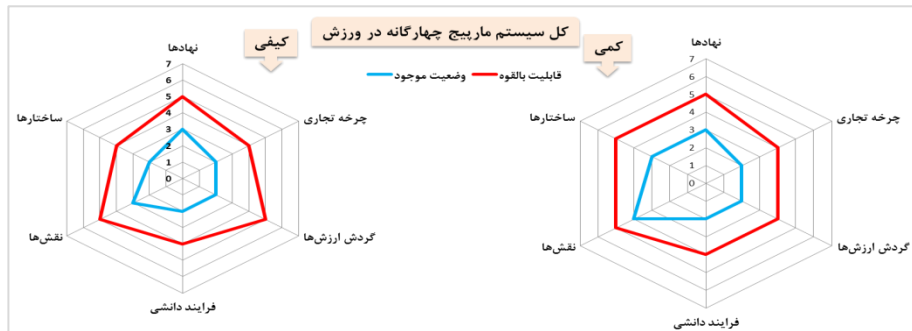 کل سیستم مارپیچ چهارگانه در ورزش
کمی
کیفی
قابلیت بالقوه
وضعیت موجود
نهادها
7
6
5
4
3
2
1
0
چرخه تجاری
گردش ارزش‌ها
فرایند دانشی
نقش‌ها
ساختارها
نهادها
7
6
5
4
3
2
1
0
چرخه تجاری
گردش ارزش‌ها
فرایند دانشی
نقش‌ها
ساختارها